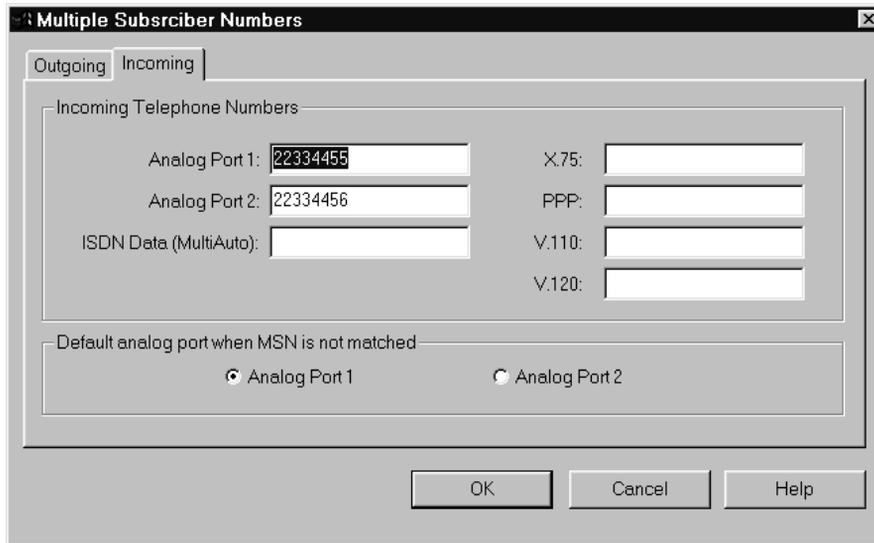 Multiple Subsrciber Numbers
Outgoing Incoming
Incoming Telephone Numbers
Analog Port 1: 22334455 X.75:
Analog Port 2: 22334456 PPP:
ISDN Data (MultiAuto): V.110:
V.120:
Default analog port when MSN is not matched
Analog Port 1 Analog Port 2
OK Cancel Help